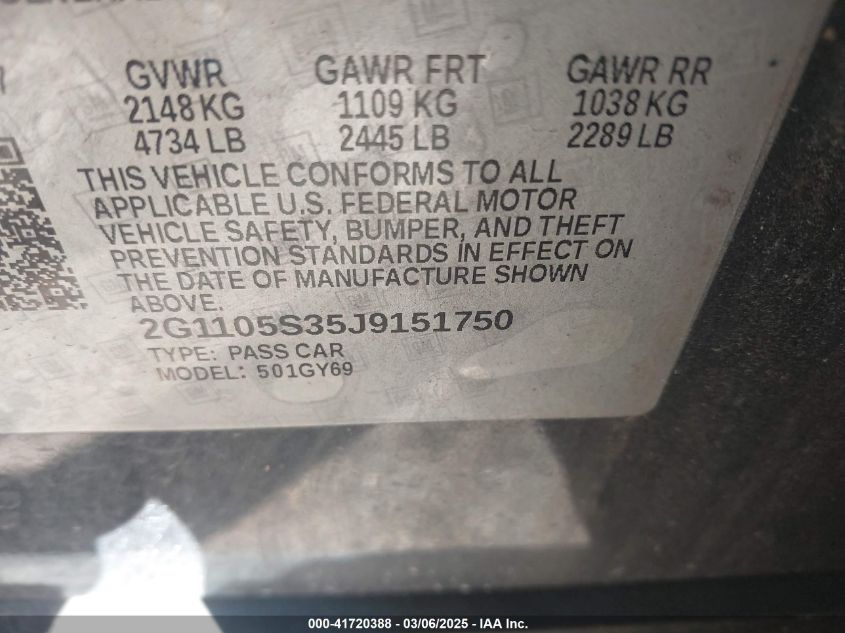 GVWR GAWR FRT GAWR RR
2148 KG 1109 KG 1038 KG
4734 LB 2445 LB 2289 LB
THIS VEHICLE CONFORMS TO ALL
APPLICABLE U.S. FEDERAL MOTOR
VEHICLE SAFETY, BUMPER, AND THEFT
PREVENTION STANDARDS IN EFFECT ON
THE DATE OF MANUFACTURE SHOWN
ABOVE.
2G1105S35J9151750
TYPE: PASS CAR
MODEL: 501GY69
000-41720388 - 03/06/2025 - IAA Inc.